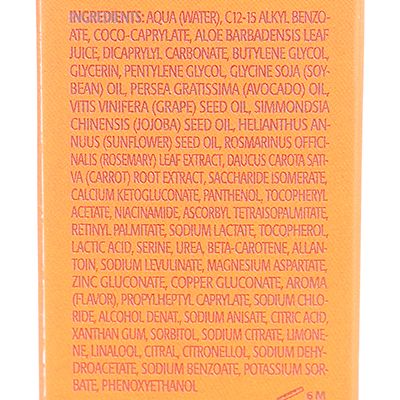 INGREDIENTS: AQUA (WATER), C12-15 ALKYL BENZO-
ATE, COCO-CAPRYLATE, ALOE BARBADENSIS LEAF
JUICE, DICAPRYLYL CARBONATE, BUTYLENE GLYCOL,
GLYCERIN, PENTYLENE GLYCOL, GLYCINE SOJA (SOY-
BEAN) OIL, PERSEA GRATISSIMA (AVOCADO) OIL,
VITIS VINIFERA (GRAPE) SEED OIL, SIMMONDSIA
CHINENSIS (JOJOBA) SEED OIL, HELIANTHUS AN-
NUUS (SUNFLOWER) SEED OIL, ROSMARINUS OFFICI-
NALIS (ROSEMARY) LEAF EXTRACT, DAUCUS CAROTA SATI-
VA (CARROT) ROOT EXTRACT, SACCHARIDE ISOMERATE,
CALCIUM KETOGLUCONATE, PANTHENOL, TOCOPHERYL
ACETATE, NIACINAMIDE, ASCORBYL TETRAISOPALMITATE,
RETINYL PALMITATE, SODIUM LACTATE, TOCOPHEROL,
LACTIC ACID, SERINE, UREA, BETA-CAROTENE, ALLAN-
TOIN, SODIUM LEVULINATE, MAGNESIUM ASPARTATE,
ZINC GLUCONATE, COPPER GLUCONATE, AROMA
(FLAVOR), PROPYLHEPTYL CAPRYLATE, SODIUM CHLO-
RIDE, ALCOHOL DENAT., SODIUM ANISATE, CITRIC ACID,
XANTHAN GUM, SORBITOL, SODIUM CITRATE, LIMONE-
NE, LINALOOL, CITRAL, CITRONELLOL, SODIUM DEHY-
DROACETATE, SODIUM BENZOATE, POTASSIUM SOR-
BATE, PHENOXYETHANOL
6 M